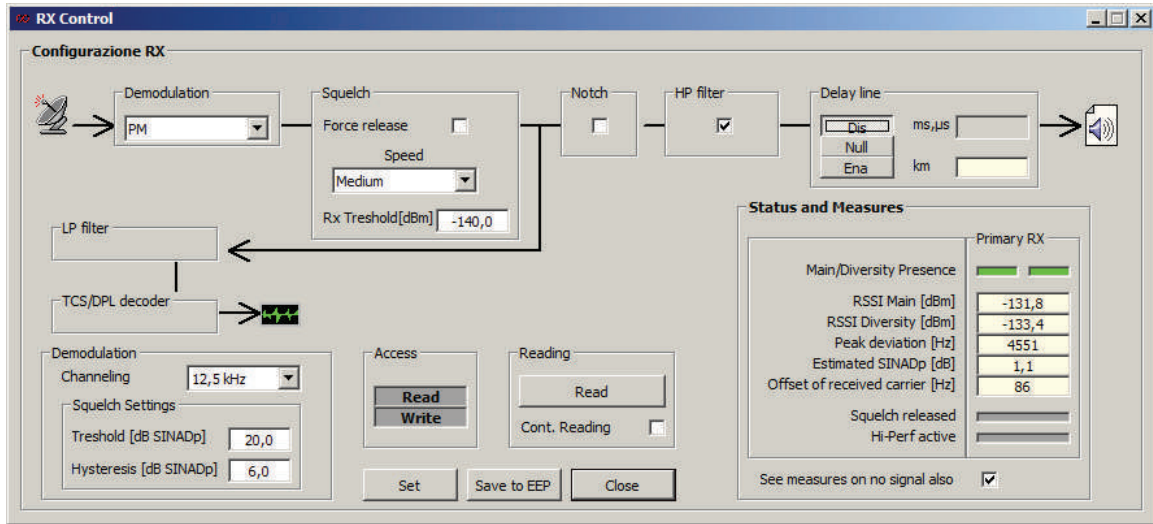 RX Control
Configurazione RX
Demodulation
PM
Squelch
Force release
Speed
Medium
Rx Treshold[dBm] -140,0
Notch
HP filter
Delay line
Dis
Null
Ena
ms,µs
km
LP filter
TCS/DPL decoder
Demodulation
Channeling 12,5 kHz
Squelch Settings
Treshold [dB SINADp] 20,0
Hysteresis [dB SINADp] 6,0
Access
Read
Write
Reading
Read
Cont. Reading
Set
Save to EEP
Close
Status and Measures
Primary RX
Main/Diversity Presence
RSSI Main [dBm] -131,8
RSSI Diversity [dBm] -133,4
Peak deviation [Hz] 4551
Estimated SINADp [dB] 1,1
Offset of received carrier [Hz] 86
Squelch released
Hi-Perf active
See measures on no signal also